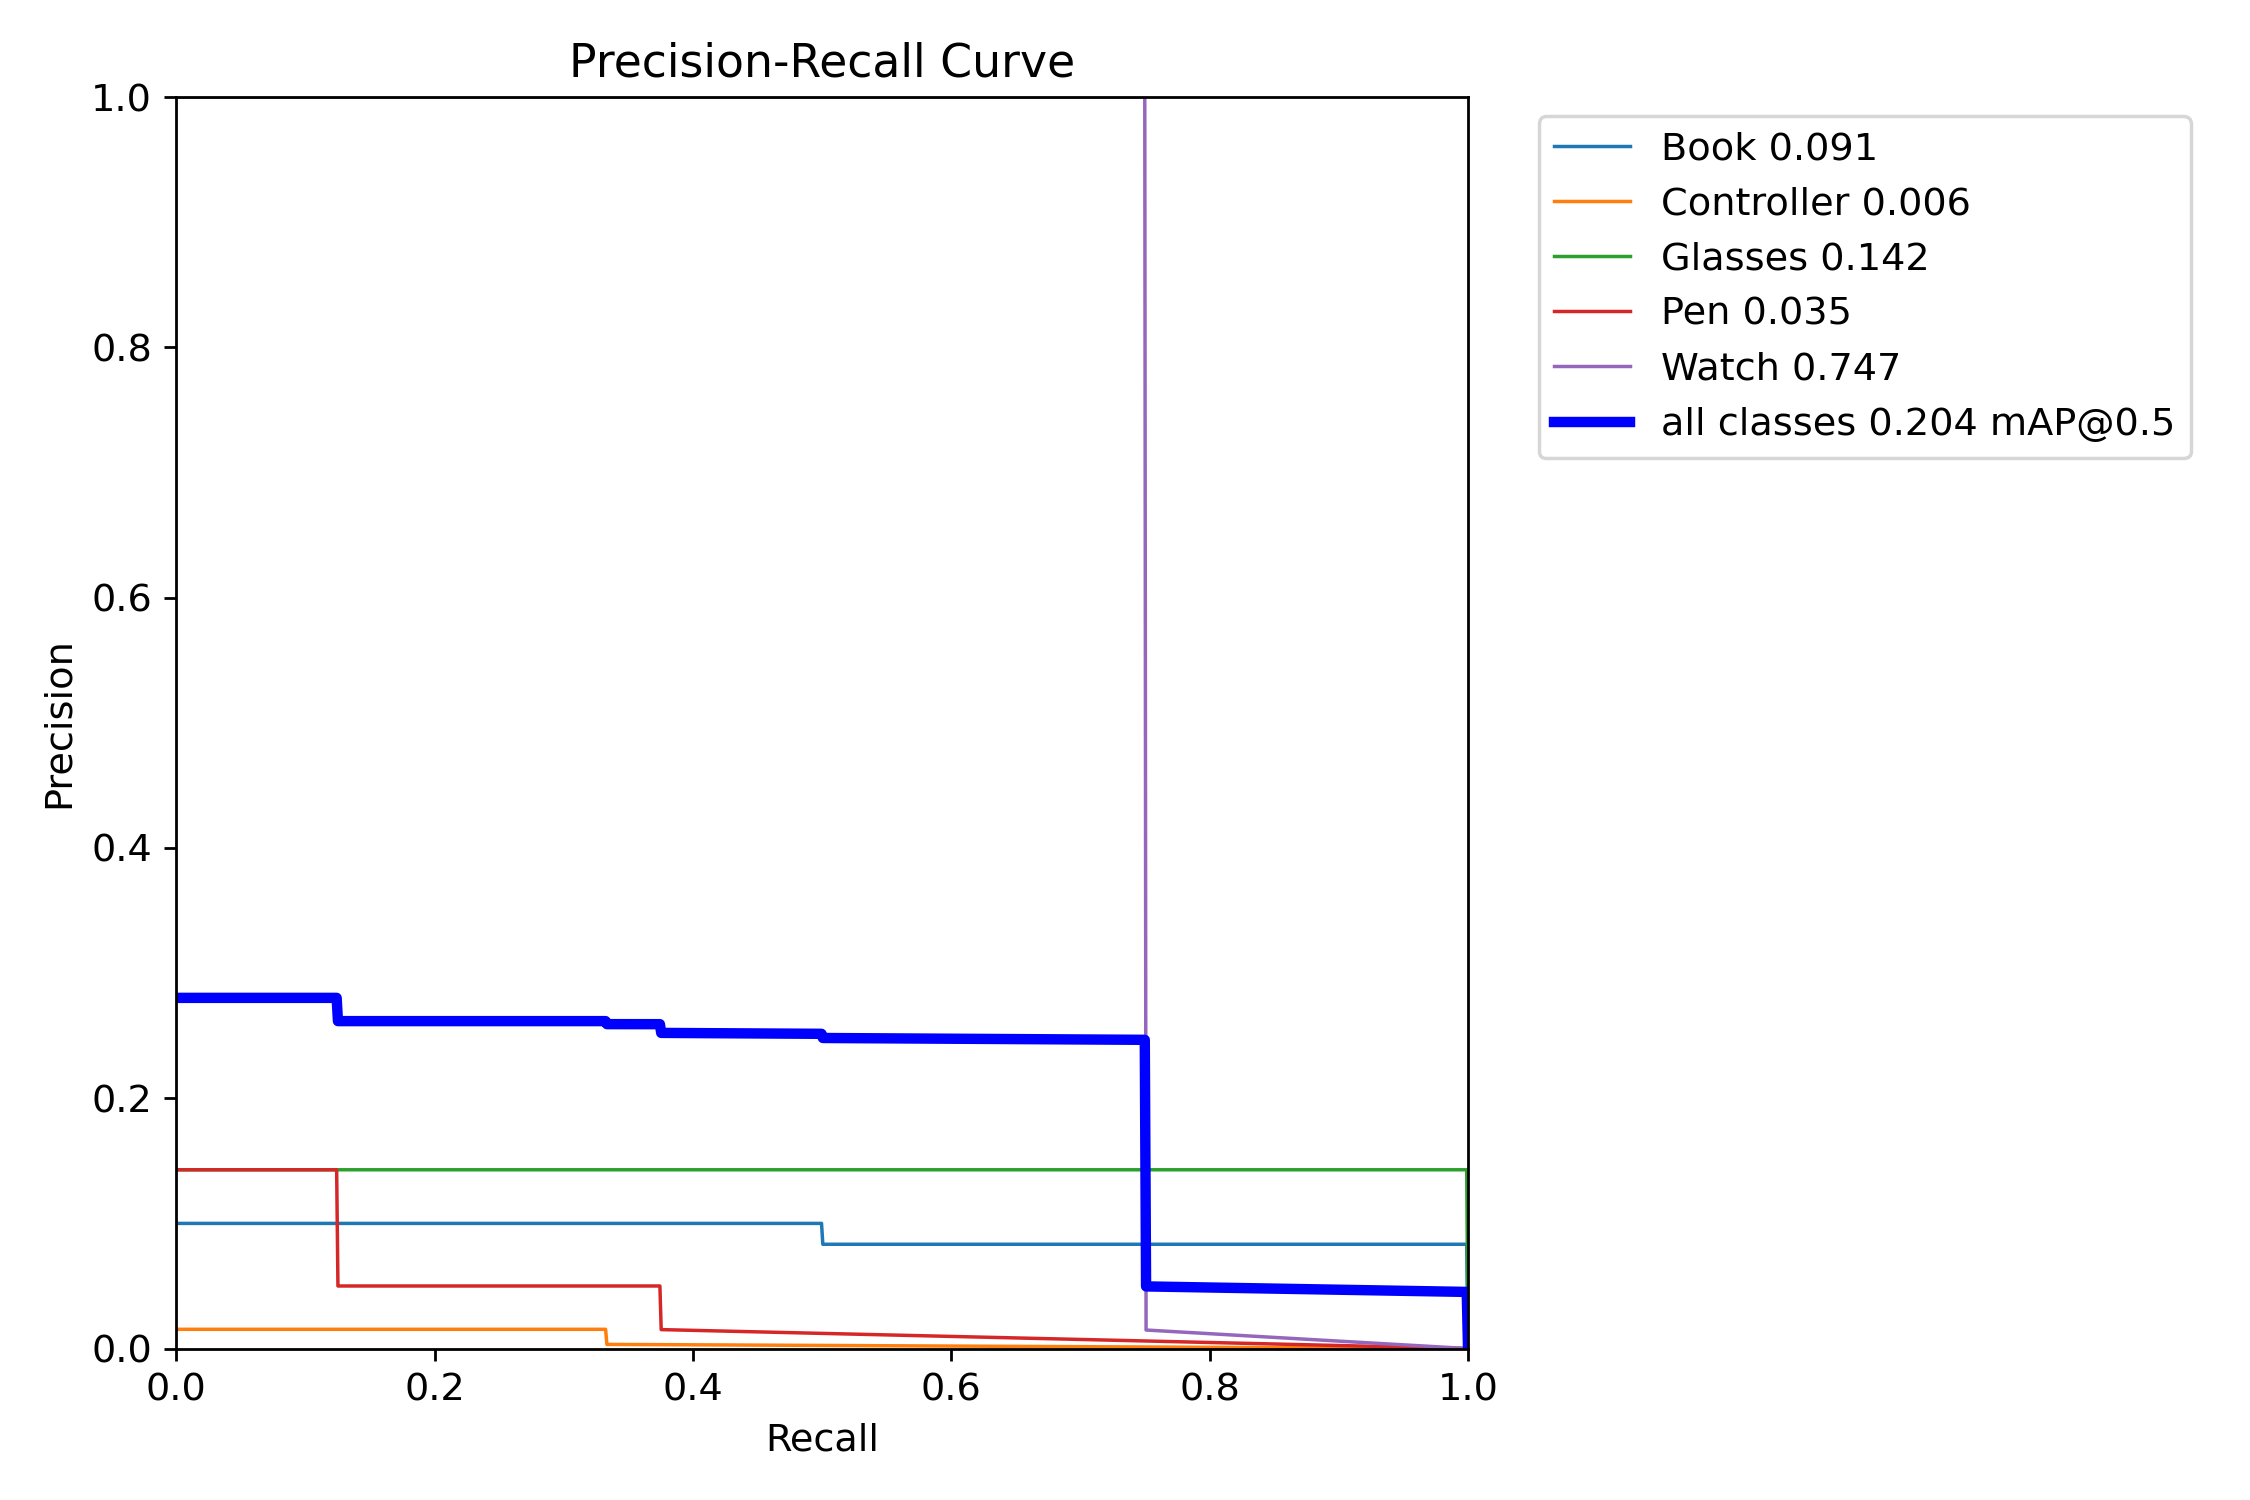 Precision-Recall Curve
1.0
0.8
0.6
0.4
0.2
0.0
Precision
0.0 0.2 0.4 0.6 0.8 1.0
Recall
Book 0.091
Controller 0.006
Glasses 0.142
Pen 0.035
Watch 0.747
all classes 0.204 mAP@0.5